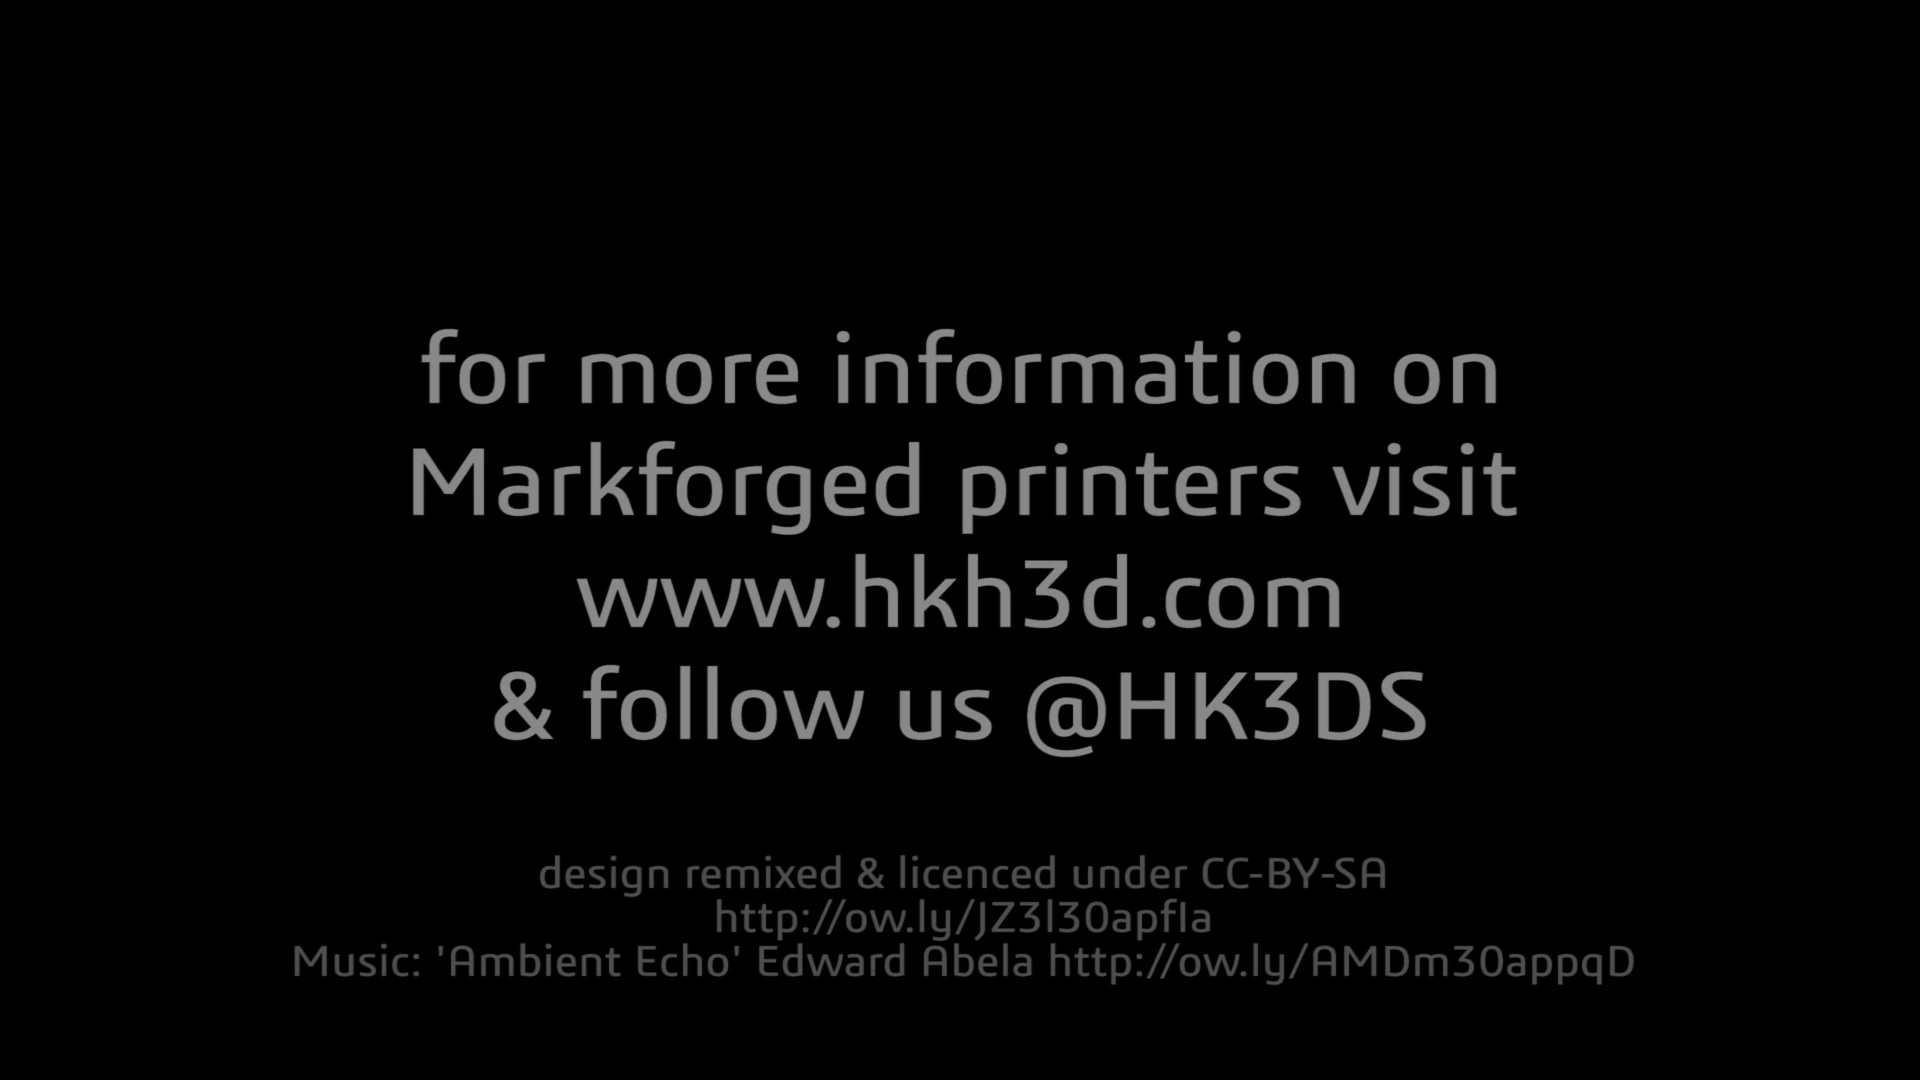 for more information on
Markforged printers visit
www.hkh3d.com
& follow us @HK3DS
design remixed & licenced under CC-BY-SA
http://ow.ly/JZ3l30apfIa
Music: 'Ambient Echo' Edward Abela http://ow.ly/AMDm30appqD